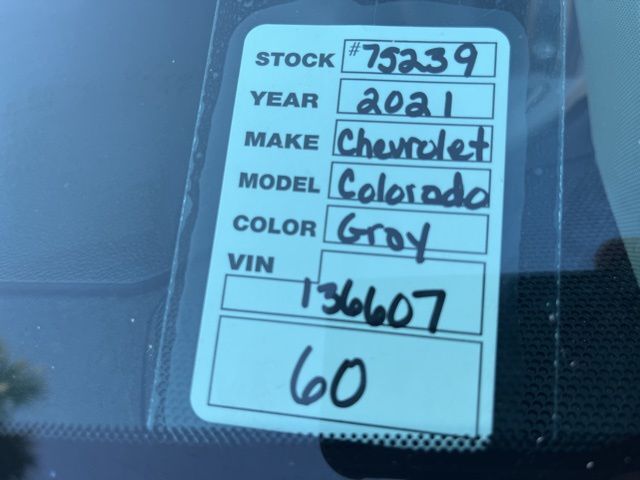 STOCK #75239
YEAR 2021
MAKE Chevrolet
MODEL Colorado
COLOR Gray
VIN
136607
60